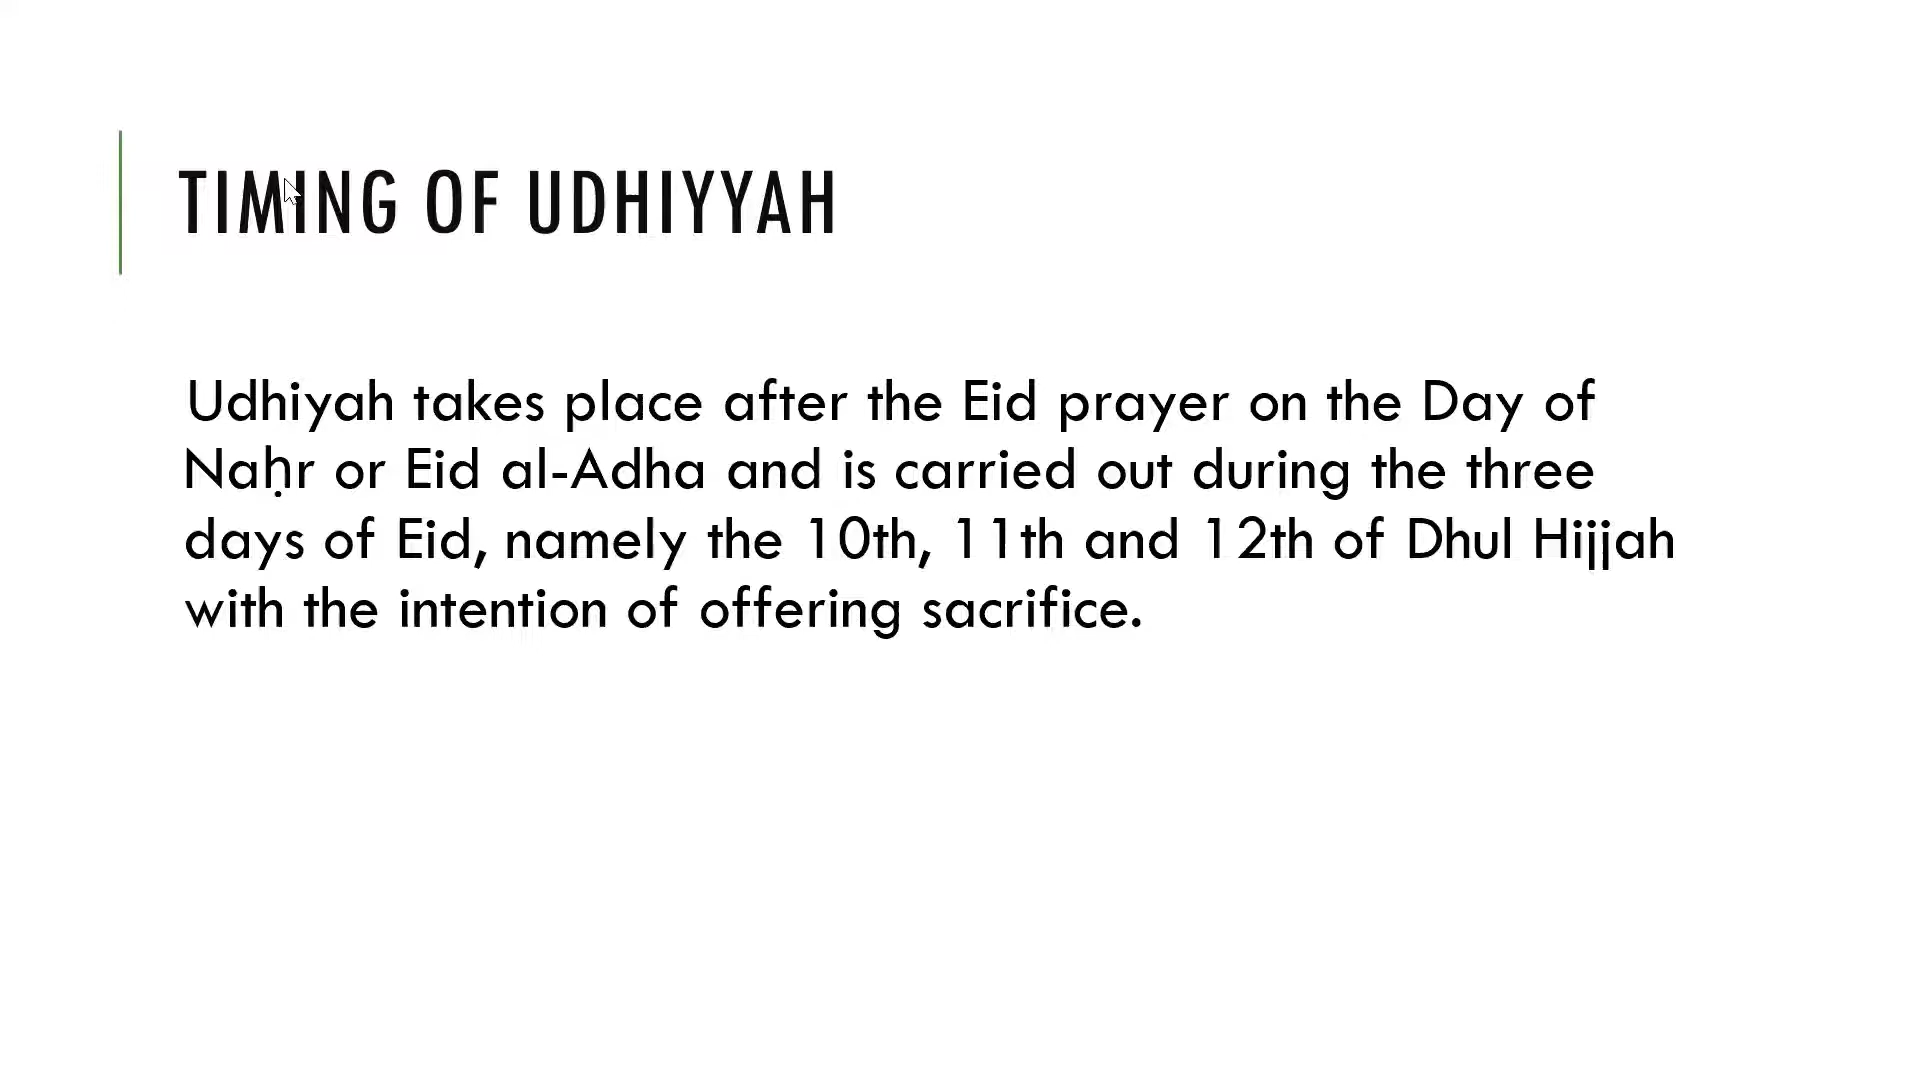 TIMING OF UDHIYYAH
Udhiyah takes place after the Eid prayer on the Day of
Naḥr or Eid al-Adha and is carried out during the three
days of Eid, namely the 10th, 11th and 12th of Dhul Hijjah
with the intention of offering sacrifice.